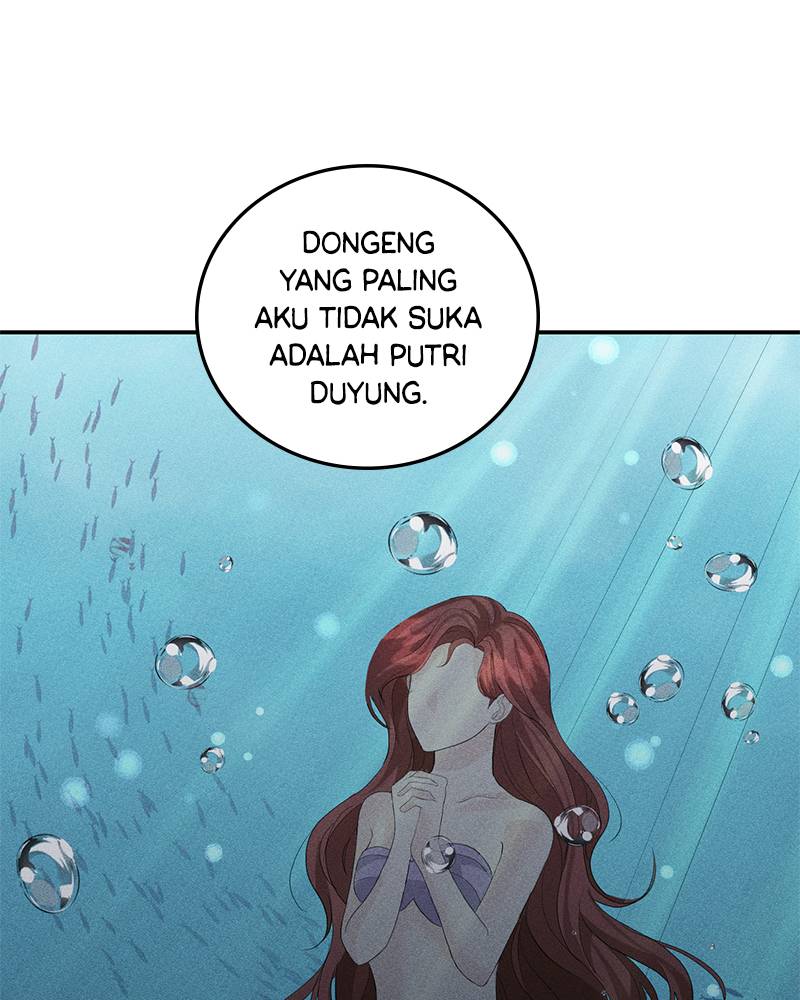 DONGENG
YANG PALING
AKU TIDAK SUKA
ADALAH PUTRI
DUYUNG.